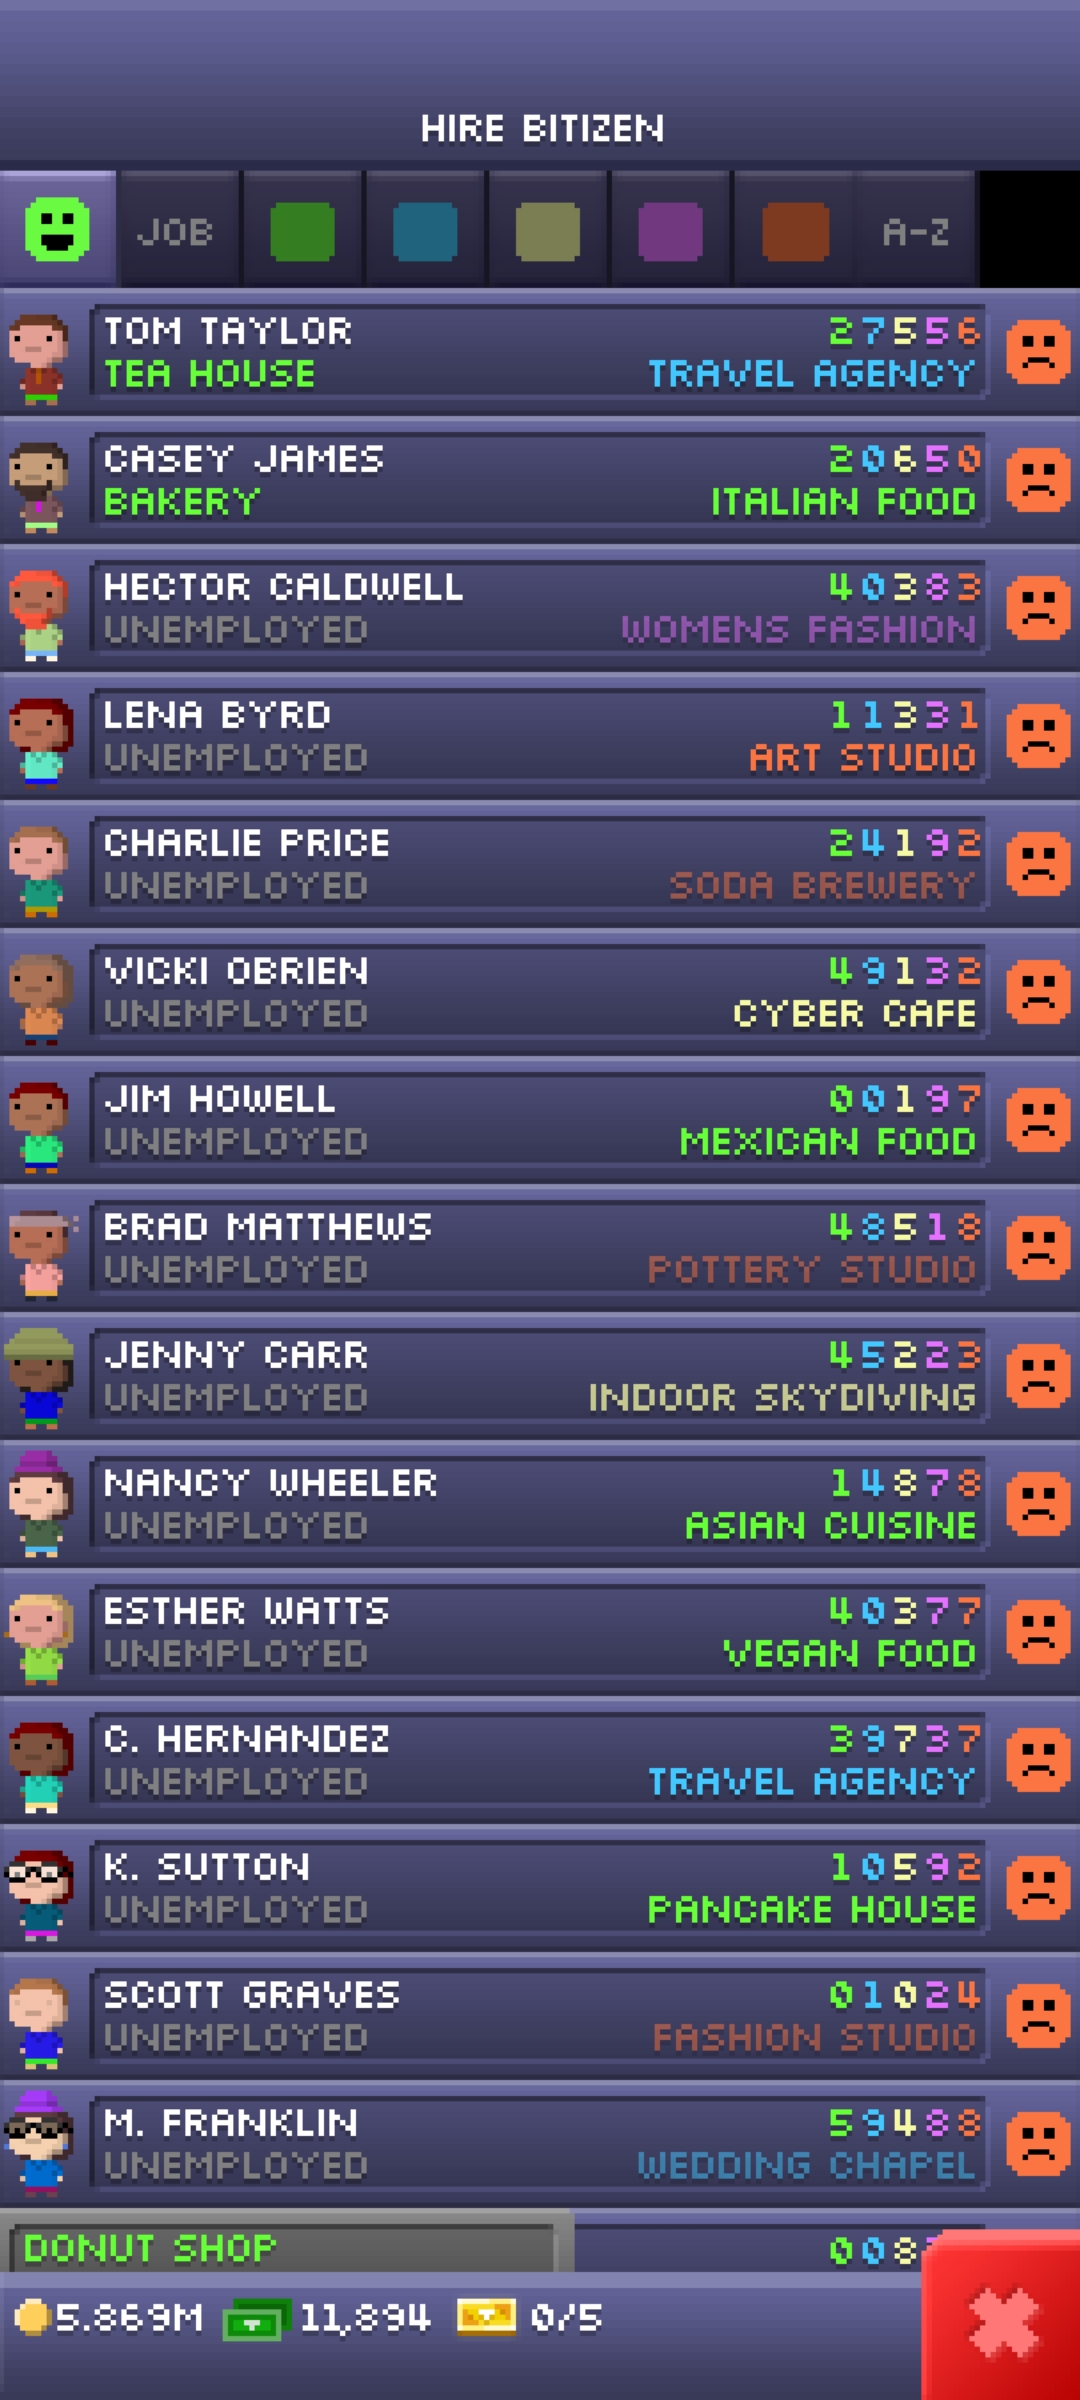 HIRE BITIZEN
JOB A-Z
TOM TAYLOR 27556
TEA HOUSE TRAVEL AGENCY
CASEY JAMES 20650
BAKERY ITALIAN FOOD
HECTOR CALDWELL 40383
UNEMPLOYED WOMENS FASHION
LENA BYRD 11331
UNEMPLOYED ART STUDIO
CHARLIE PRICE 24192
UNEMPLOYED SODA BREWERY
VICKI OBRIEN 49132
UNEMPLOYED CYBER CAFE
JIM HOWELL 00197
UNEMPLOYED MEXICAN FOOD
BRAD MATTHEWS 48518
UNEMPLOYED POTTERY STUDIO
JENNY CARR 45223
UNEMPLOYED INDOOR SKYDIVING
NANCY WHEELER 14878
UNEMPLOYED ASIAN CUISINE
ESTHER WATTS 40377
UNEMPLOYED VEGAN FOOD
C. HERNANDEZ 39737
UNEMPLOYED TRAVEL AGENCY
K. SUTTON 10592
UNEMPLOYED PANCAKE HOUSE
SCOTT GRAVES 01024
UNEMPLOYED FASHION STUDIO
M. FRANKLIN 59488
UNEMPLOYED WEDDING CHAPEL
DONUT SHOP 008
5.869M 11,894 0/5